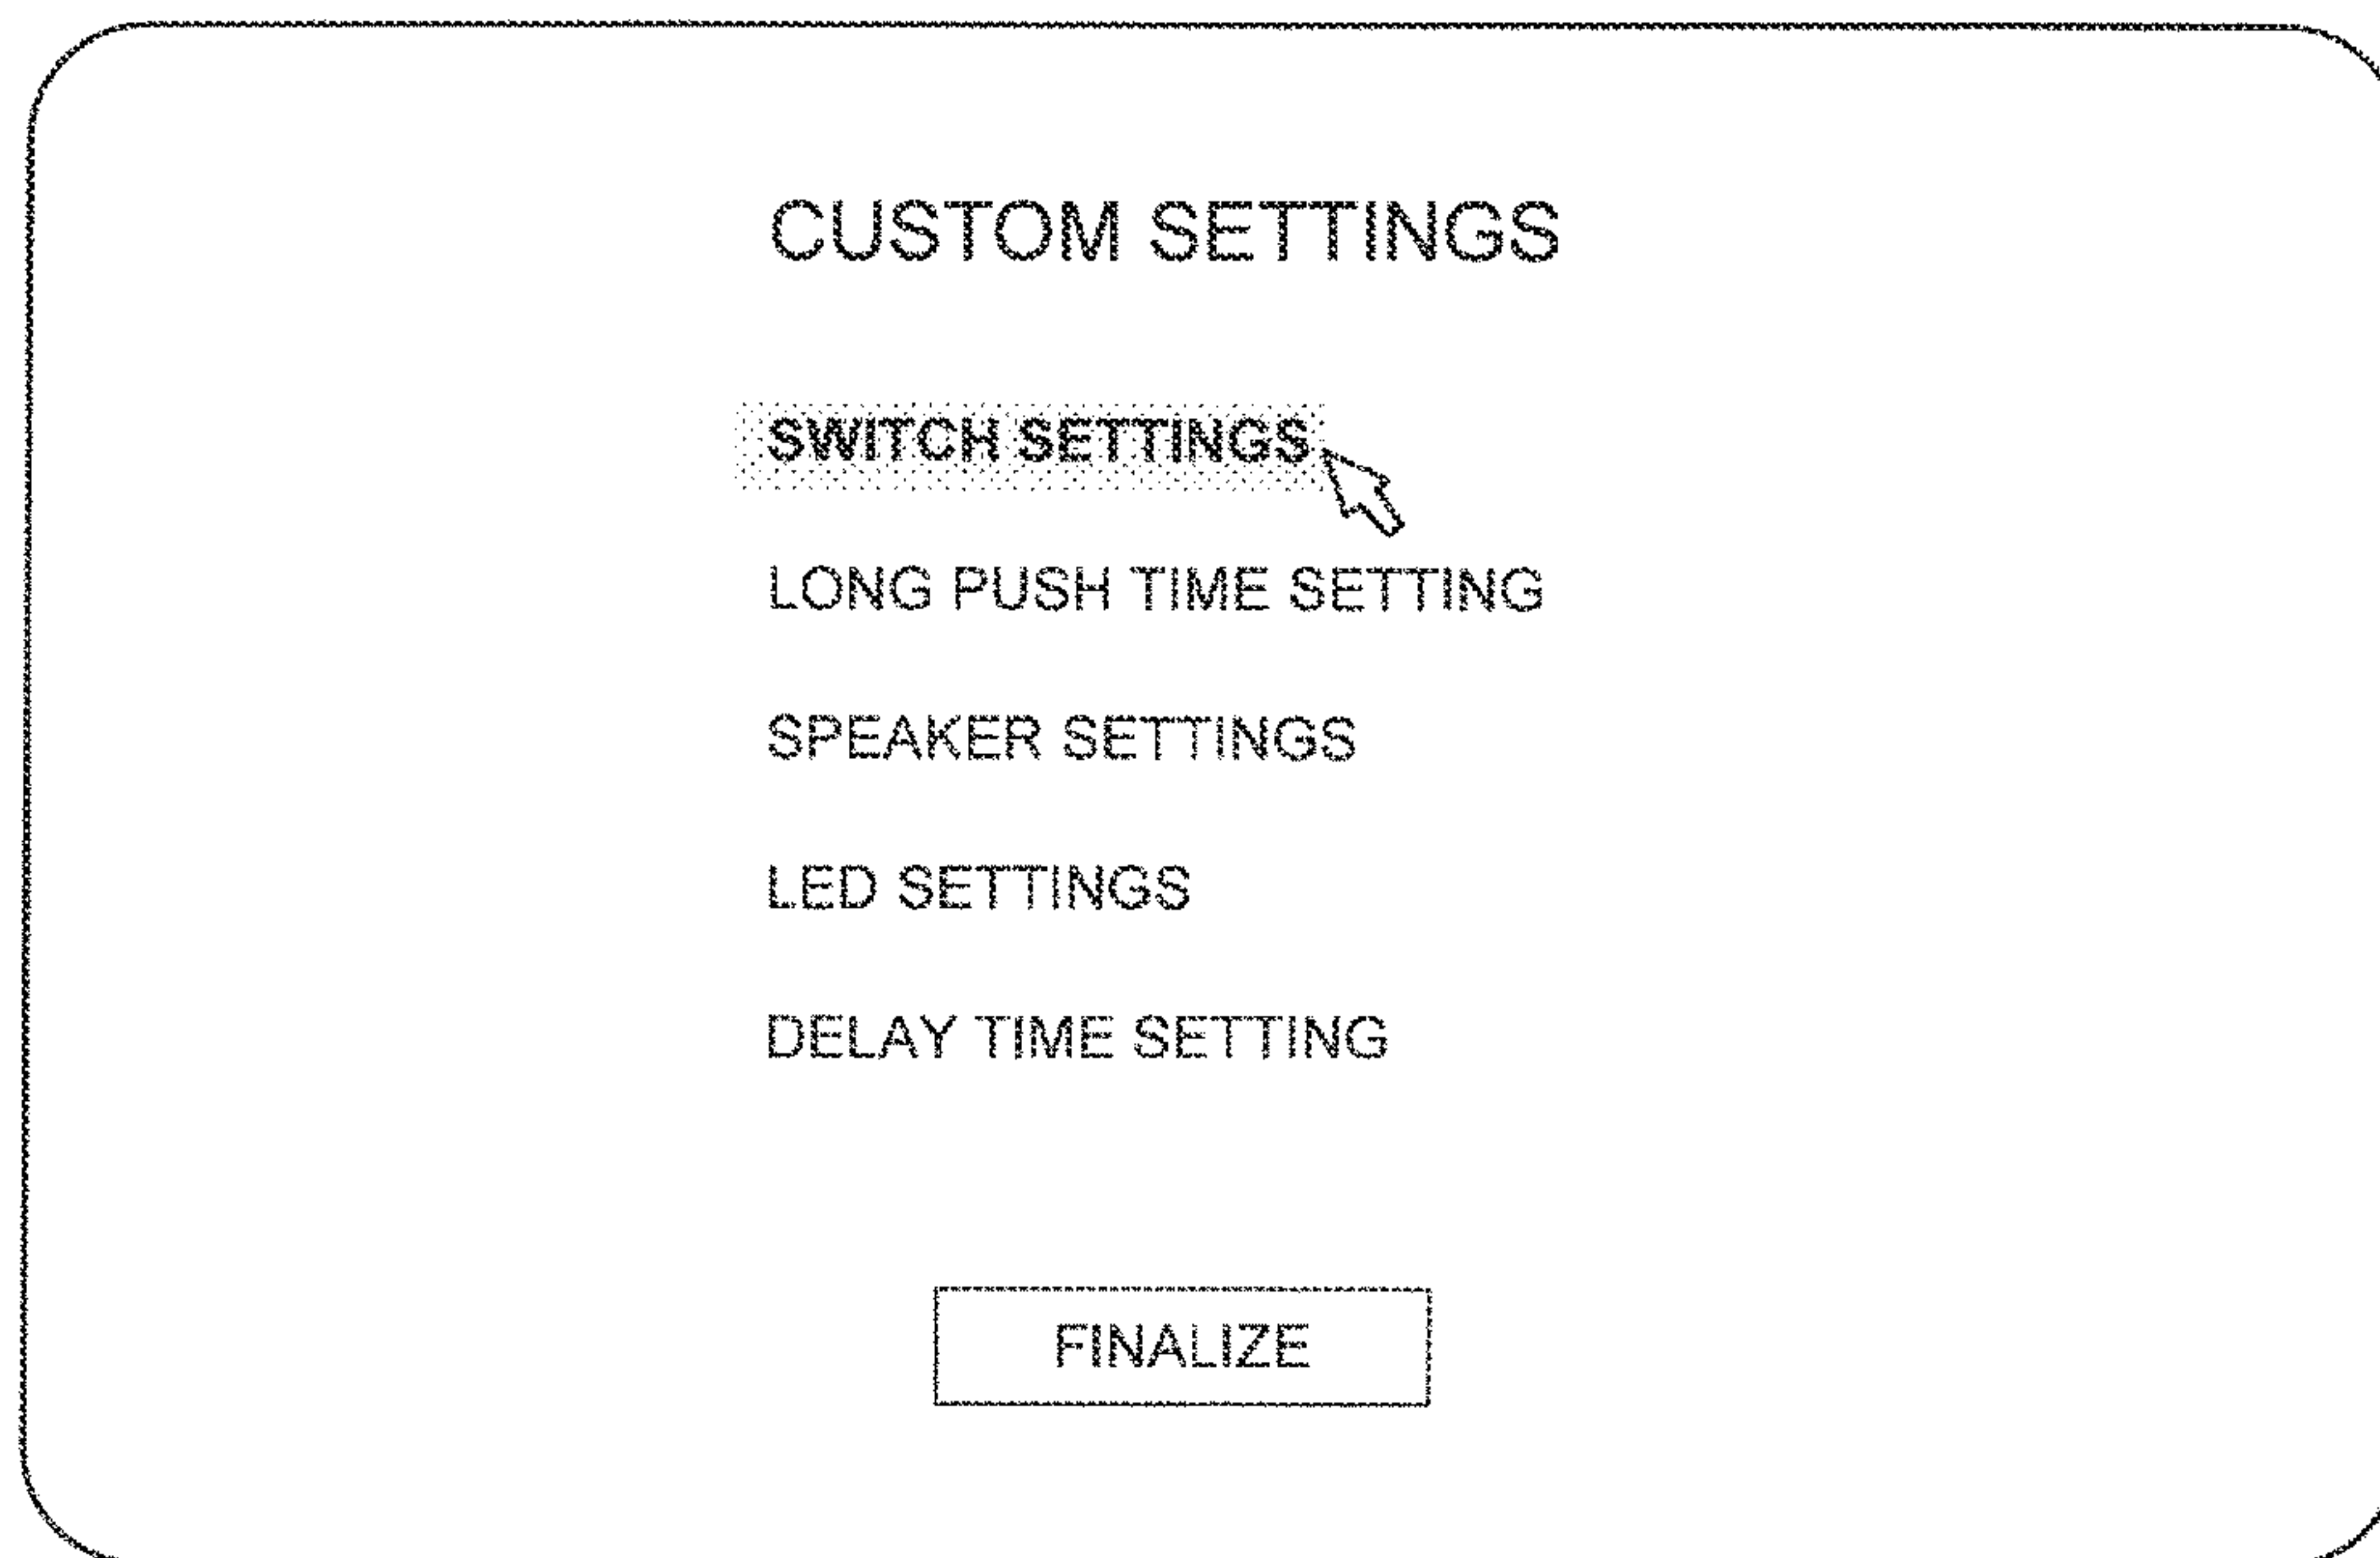 CUSTOM SETTINGS
SWITCH SETTINGS
LONG PUSH TIME SETTING
SPEAKER SETTINGS
LED SETTINGS
DELAY TIME SETTING
FINALIZE